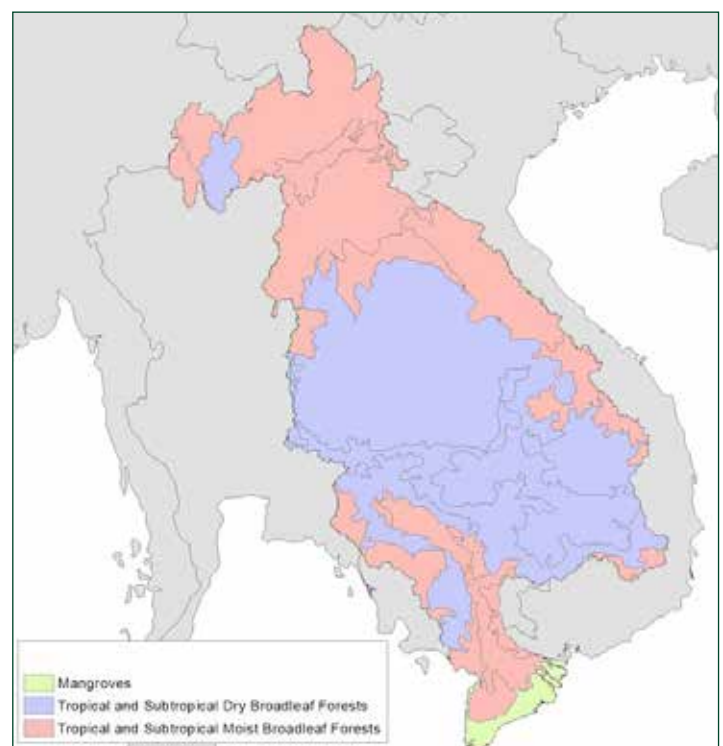 Mangroves
Tropical and Subtropical Dry Broadleaf Forests
Tropical and Subtropical Moist Broadleaf Forests